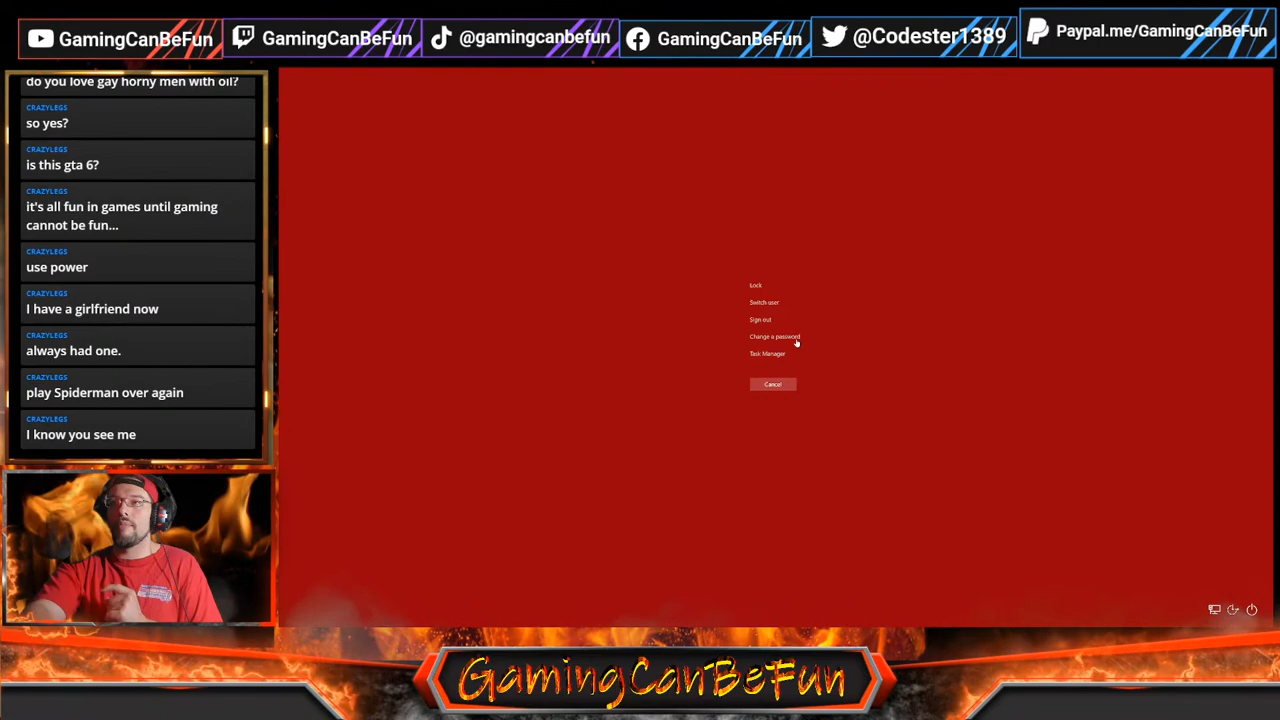 GamingCanBeFun
GamingCanBeFun
@gamingcanbefun
GamingCanBeFun
@Codester1389
Paypal.me/GamingCanBeFun
do you love gay horny men with oil?
CRAZYLEGS
so yes?
CRAZYLEGS
is this gta 6?
CRAZYLEGS
it's all fun in games until gaming
cannot be fun...
CRAZYLEGS
use power
CRAZYLEGS
I have a girlfriend now
CRAZYLEGS
always had one.
CRAZYLEGS
play Spiderman over again
CRAZYLEGS
I know you see me
Lock
Switch user
Sign out
Change a password
Task Manager
Cancel
GamingCanBeFun